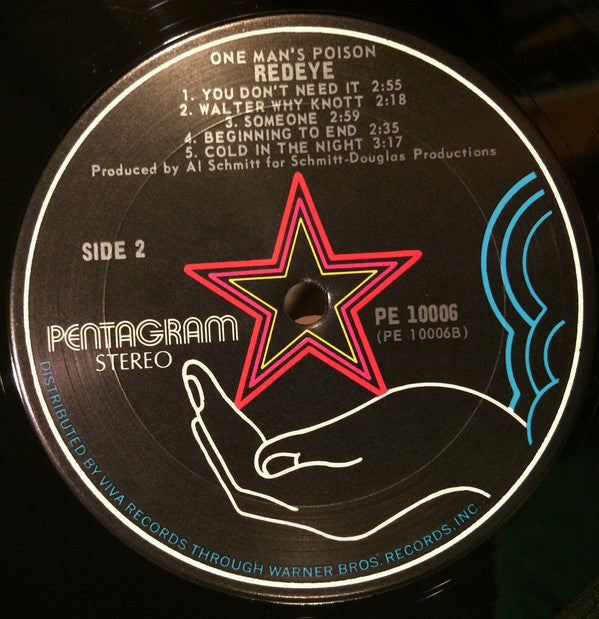 ONE MAN'S POISON
REDEYE
1. YOU DON'T NEED IT 2:55
2. WALTER WHY KNOTT 2:18
3. SOMEONE 2:59
4. BEGINNING TO END 2:35
5. COLD IN THE NIGHT 3:17
Produced by Al Schmitt for Schmitt-Douglas Productions
SIDE 2
PE 10006
(PE 10006B)
PENTAGRAM
STEREO
DISTRIBUTED BY VIVA RECORDS THROUGH WARNER BROS. RECORDS, INC.